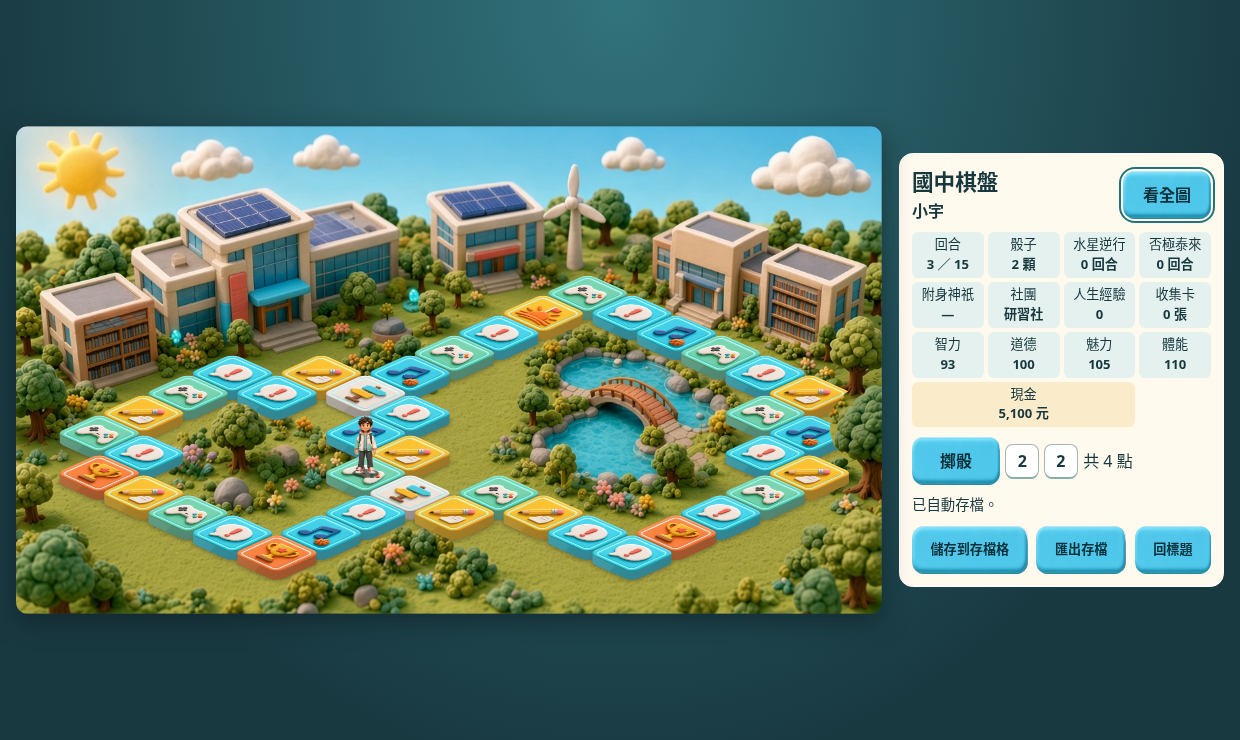 國中棋盤
小宇
看全圖
回合
3 ／ 15
骰子
2 顆
水星逆行
0 回合
否極泰來
0 回合
附身神祇
—
社團
研習社
人生經驗
0
收集卡
0 張
智力
93
道德
100
魅力
105
體能
110
現金
5,100 元
擲骰
2
2
共 4 點
已自動存檔。
儲存到存檔格
匯出存檔
回標題